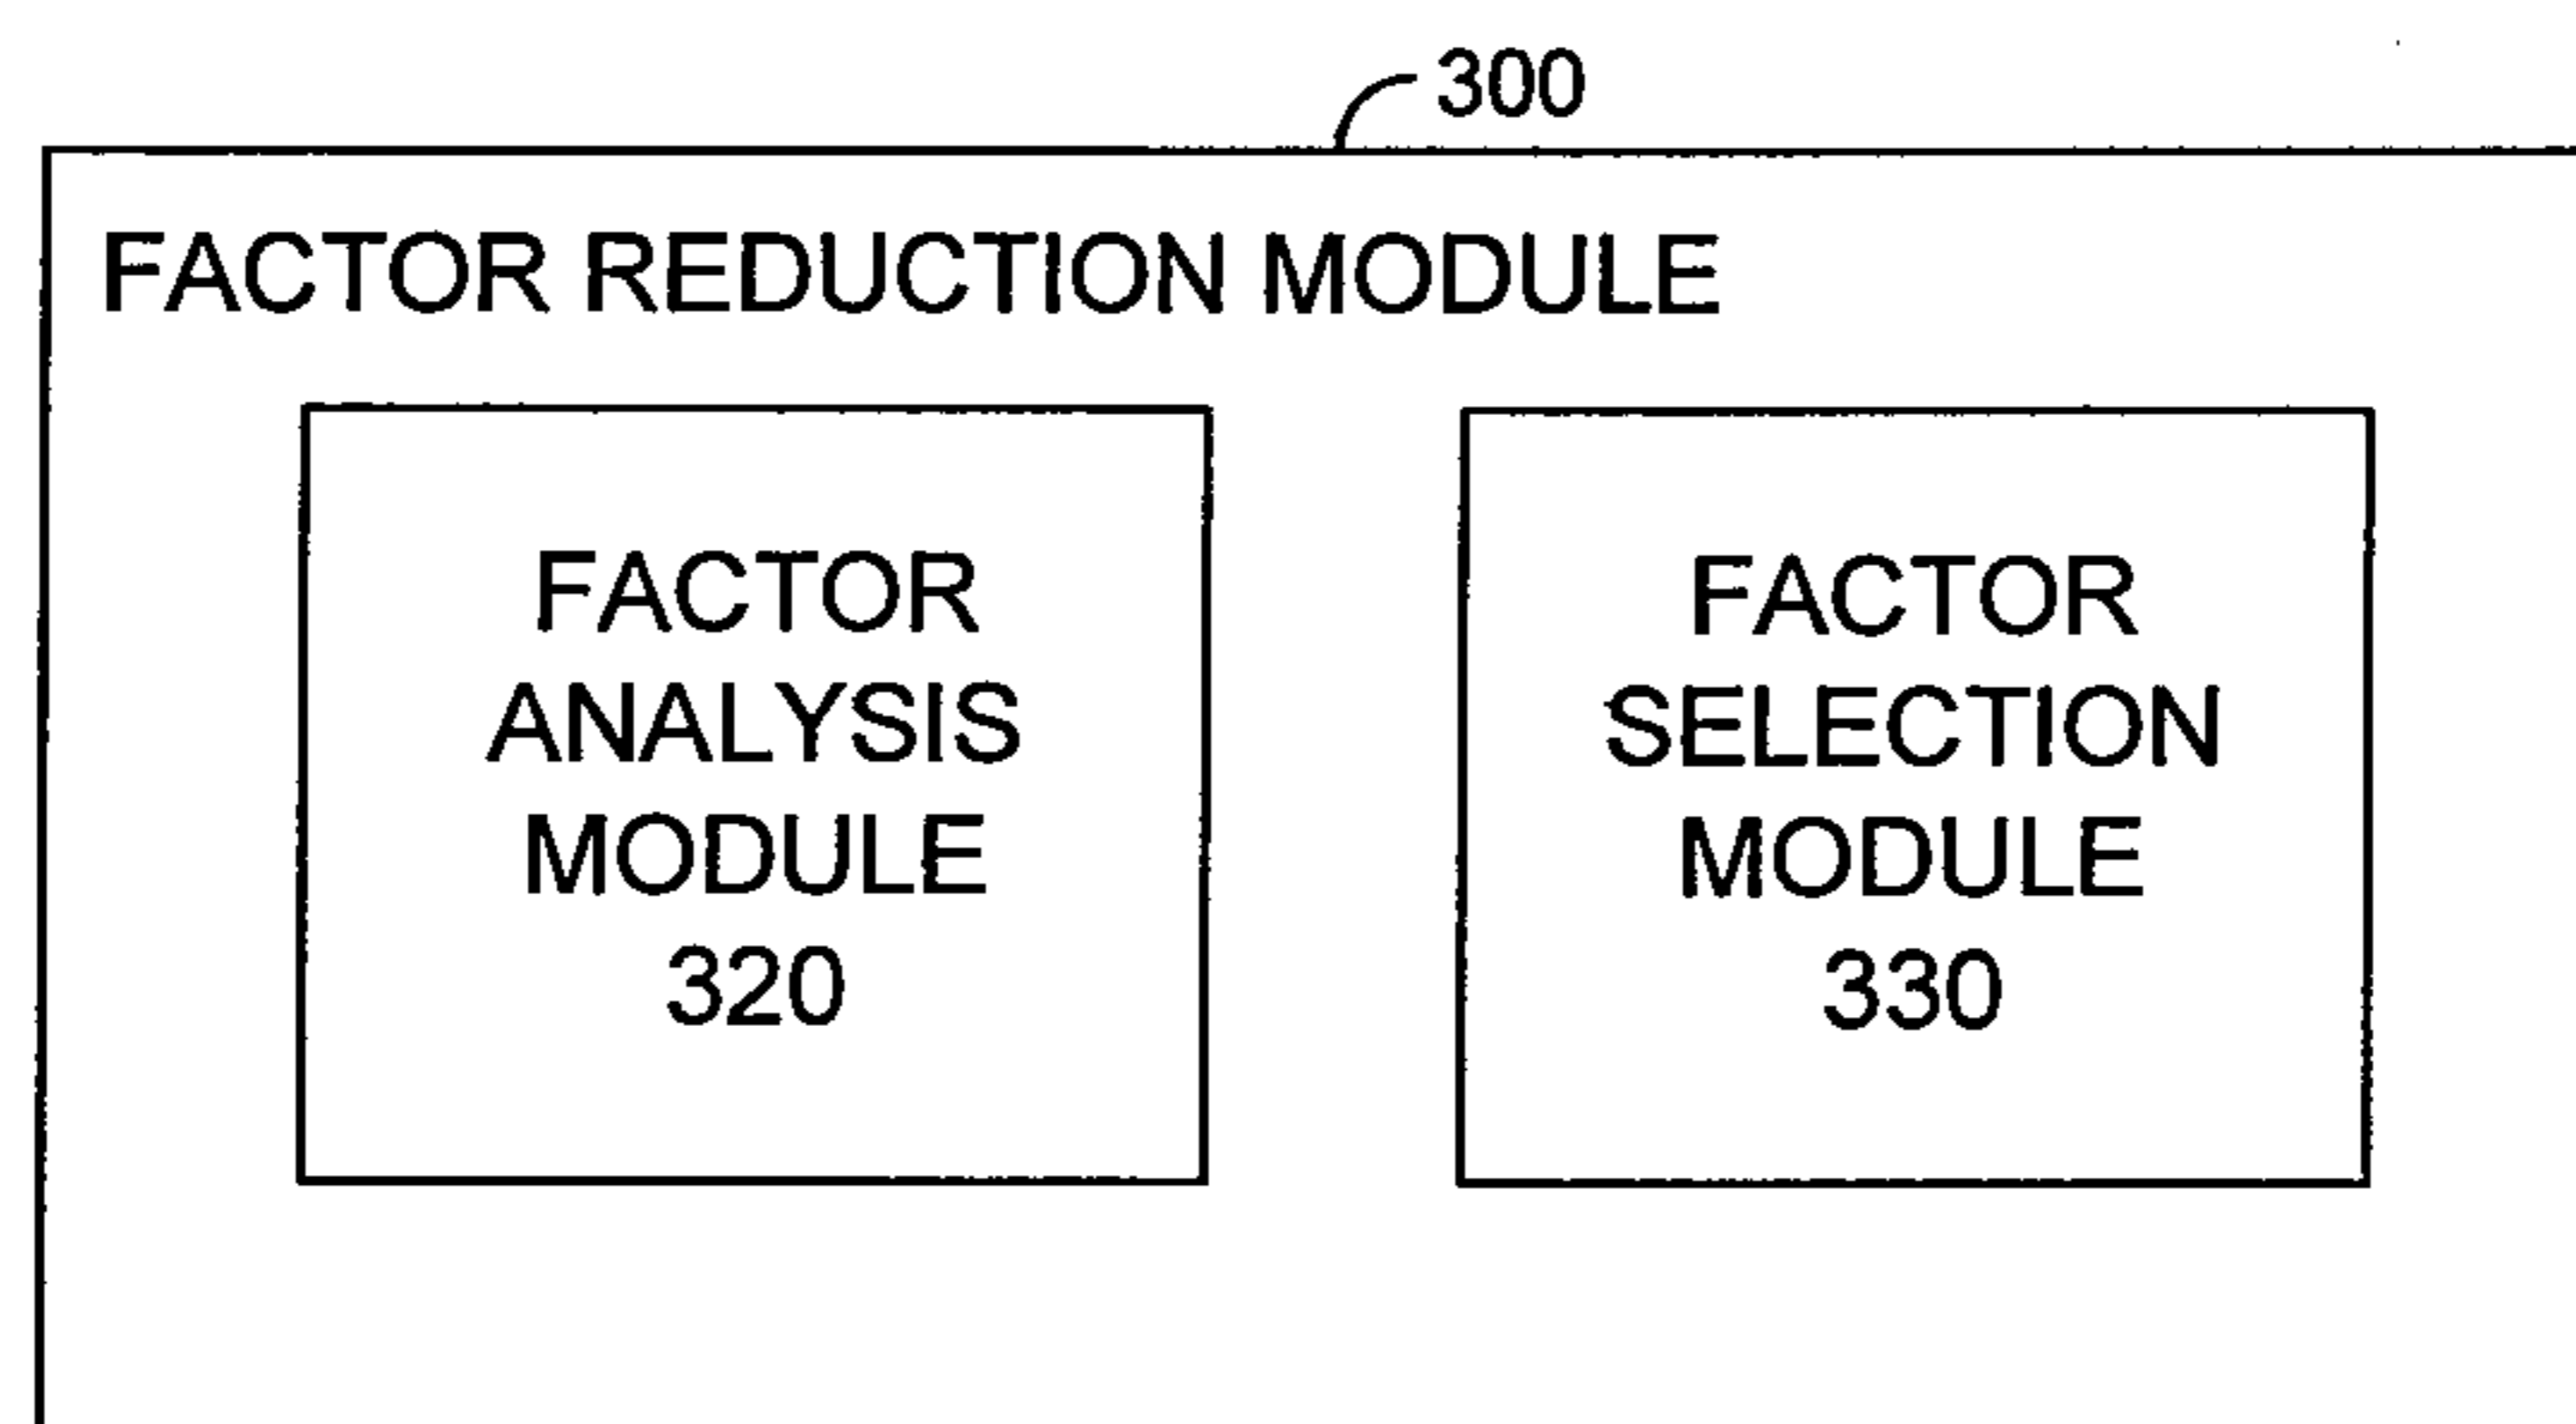 300
FACTOR REDUCTION MODULE
FACTOR
ANALYSIS
MODULE
320
FACTOR
SELECTION
MODULE
330